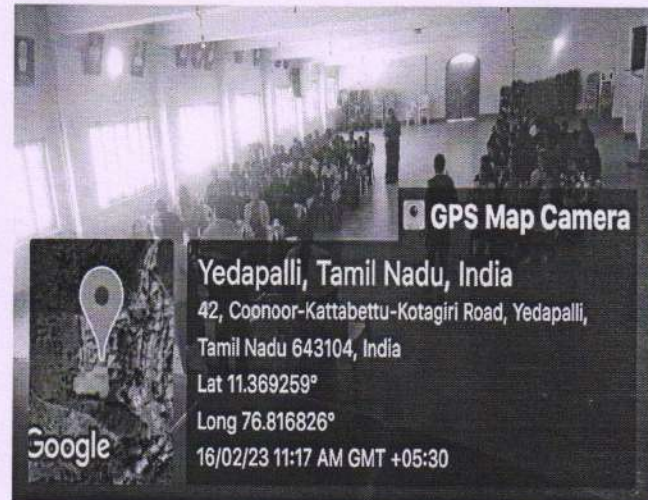 GPS Map Camera
Yedapalli, Tamil Nadu, India
42, Coonoor-Kattabettu-Kotagiri Road, Yedapalli,
Tamil Nadu 643104, India
Lat 11.369259°
Long 76.816826°
16/02/23 11:17 AM GMT +05:30
Google